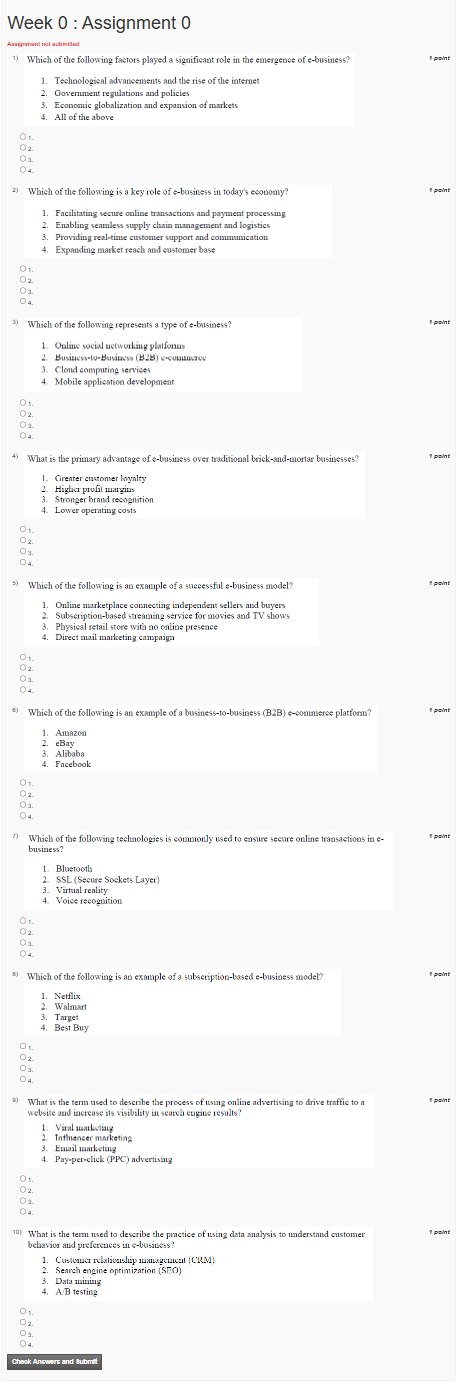 Week 0 : Assignment 0
Assignment not submitted
1) Which of the following factors played a significant role in the emergence of e-business? 1 point
1. Technological advancements and the rise of the internet
2. Government regulations and policies
3. Economic globalization and expansion of markets
4. All of the above
1.
2.
3.
4.
2) Which of the following is a key role of e-business in today's economy? 1 point
1. Facilitating secure online transactions and payment processing
2. Enabling seamless supply chain management and logistics
3. Providing real-time customer support and communication
4. Expanding market reach and customer base
1.
2.
3.
4.
3) Which of the following represents a type of e-business? 1 point
1. Online social networking platforms
2. Business-to-Business (B2B) e-commerce
3. Cloud computing services
4. Mobile application development
1.
2.
3.
4.
4) What is the primary advantage of e-business over traditional brick-and-mortar businesses? 1 point
1. Greater customer loyalty
2. Higher profit margins
3. Stronger brand recognition
4. Lower operating costs
1.
2.
3.
4.
5) Which of the following is an example of a successful e-business model? 1 point
1. Online marketplace connecting independent sellers and buyers
2. Subscription-based streaming service for movies and TV shows
3. Physical retail store with no online presence
4. Direct mail marketing campaign
1.
2.
3.
4.
6) Which of the following is an example of a business-to-business (B2B) e-commerce platform? 1 point
1. Amazon
2. eBay
3. Alibaba
4. Facebook
1.
2.
3.
4.
7) Which of the following technologies is commonly used to ensure secure online transactions in e- 1 point
business?
1. Bluetooth
2. SSL (Secure Sockets Layer)
3. Virtual reality
4. Voice recognition
1.
2.
3.
4.
8) Which of the following is an example of a subscription-based e-business model? 1 point
1. Netflix
2. Walmart
3. Target
4. Best Buy
1.
2.
3.
4.
9) What is the term used to describe the process of using online advertising to drive traffic to a 1 point
website and increase its visibility in search engine results?
1. Viral marketing
2. Influencer marketing
3. Email marketing
4. Pay-per-click (PPC) advertising
1.
2.
3.
4.
10) What is the term used to describe the practice of using data analysis to understand customer 1 point
behavior and preferences in e-business?
1. Customer relationship management (CRM)
2. Search engine optimization (SEO)
3. Data mining
4. A/B testing
1.
2.
3.
4.
Check Answers and Submit